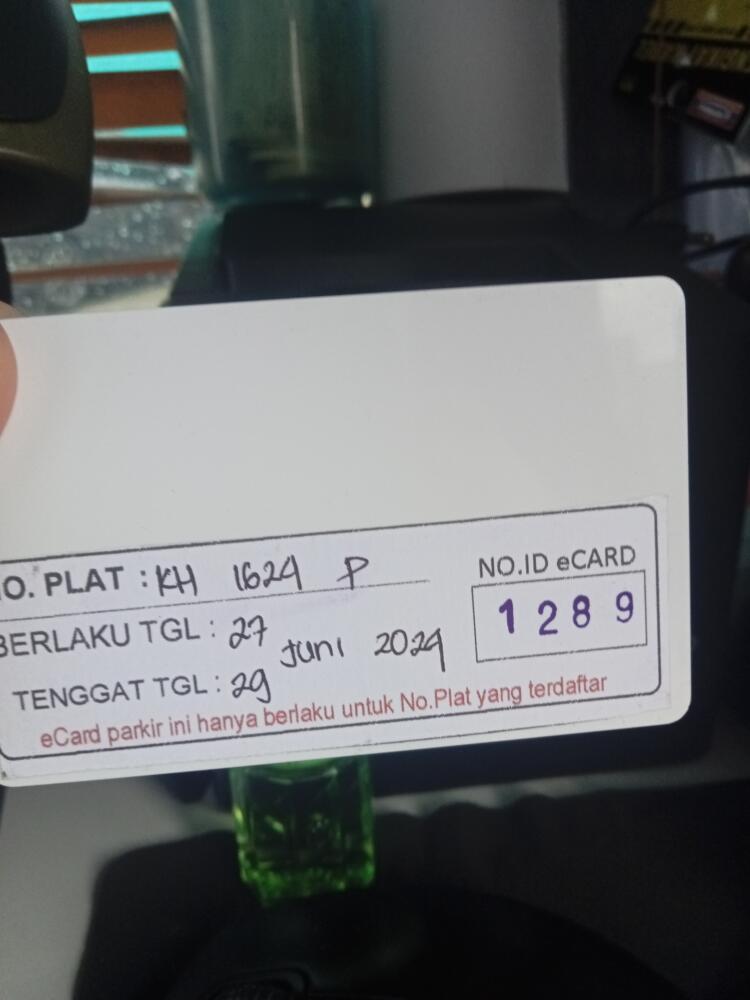 O. PLAT : KH 1624 P
NO.ID eCARD
1289
BERLAKU TGL : 27
Juni 2024
TENGGAT TGL : 29
eCard parkir ini hanya berlaku untuk No.Plat yang terdaftar